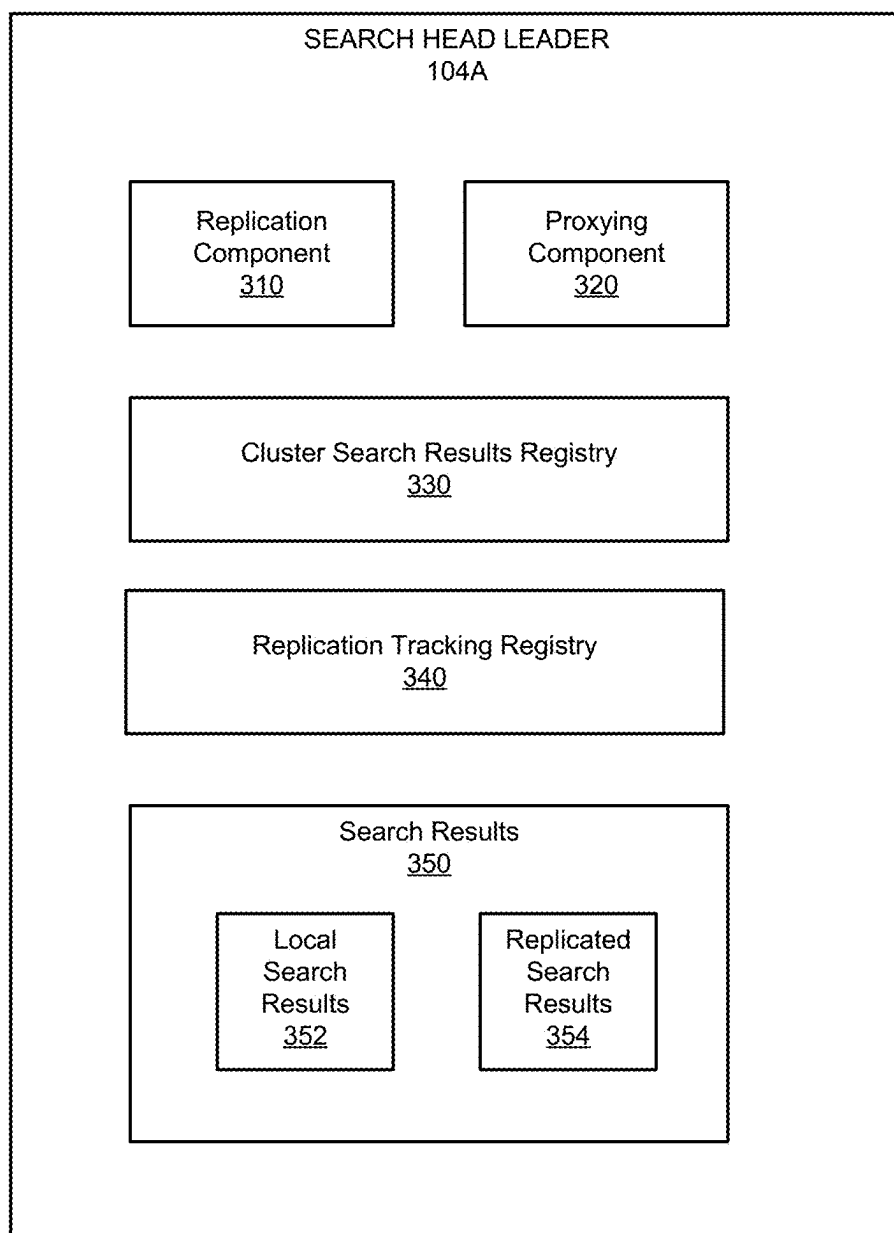 SEARCH HEAD LEADER
104A
Replication
Component
310
Proxying
Component
320
Cluster Search Results Registry
330
Replication Tracking Registry
340
Search Results
350
Local
Search
Results
352
Replicated
Search
Results
354